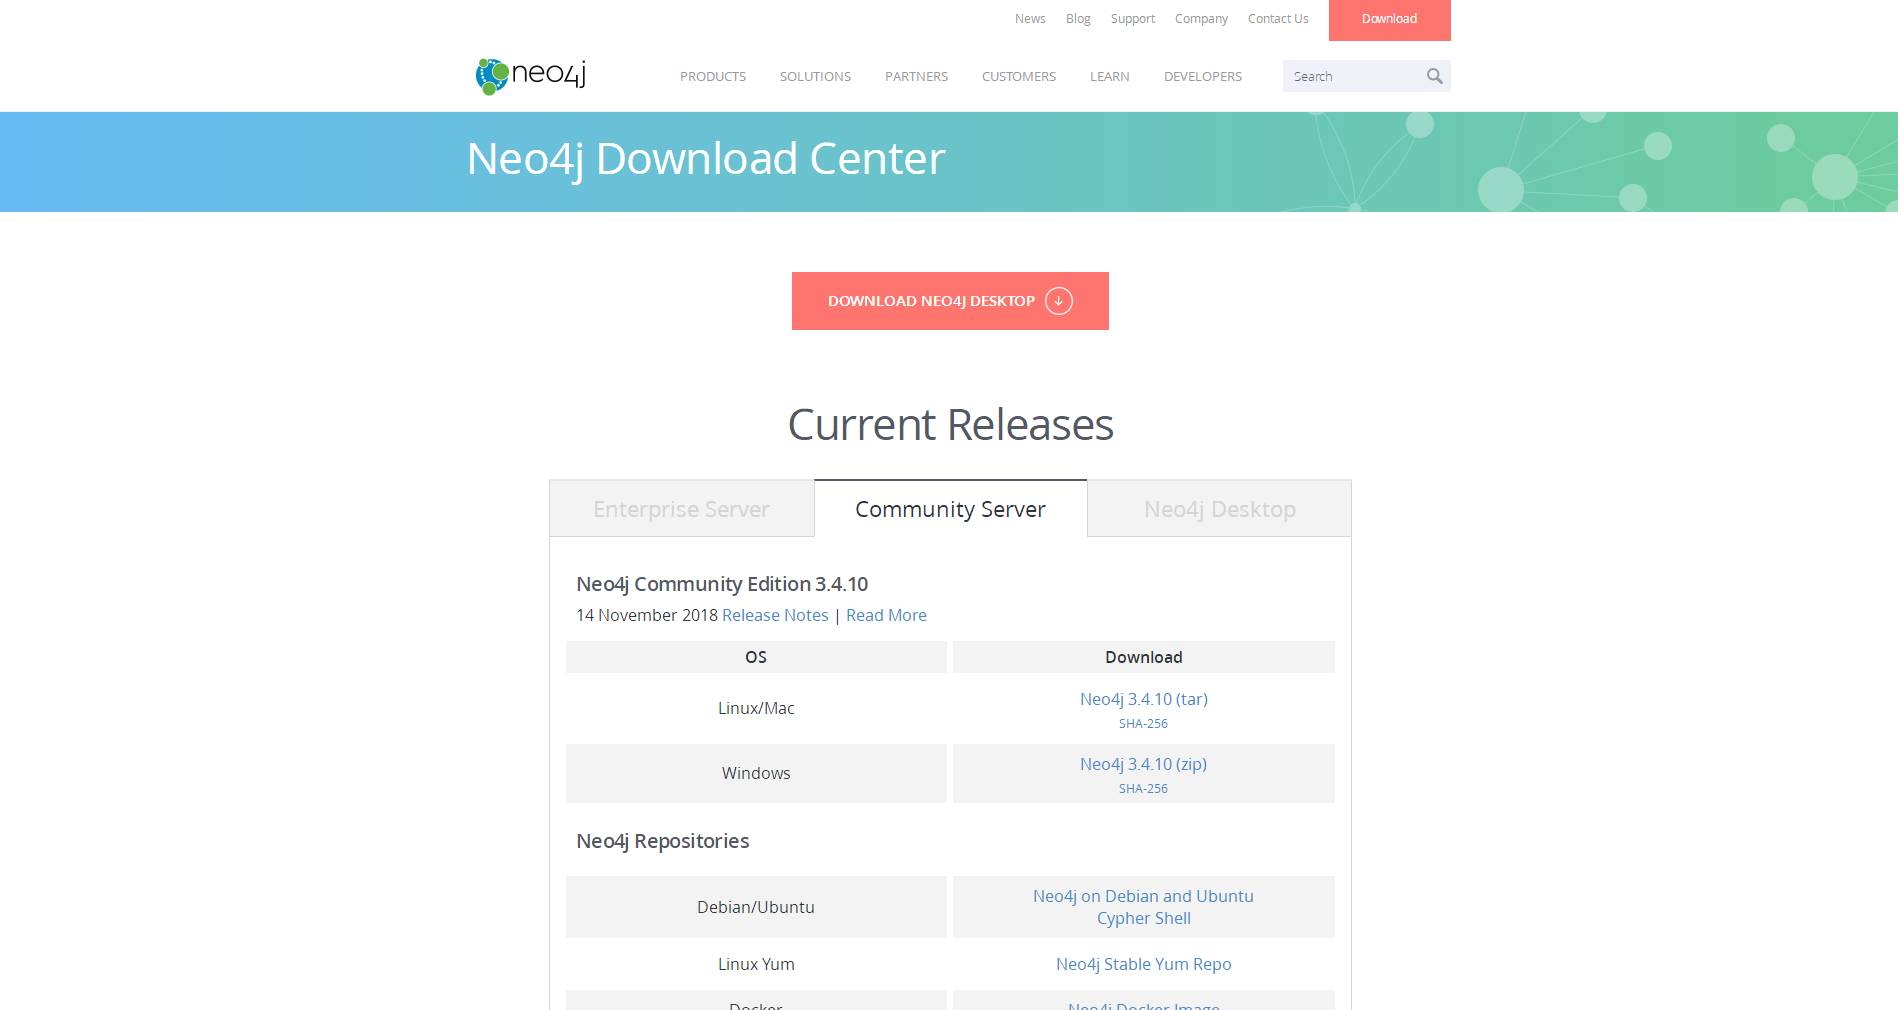 News Blog Support Company Contact Us Download
neo4j PRODUCTS SOLUTIONS PARTNERS CUSTOMERS LEARN DEVELOPERS Search
Neo4j Download Center
DOWNLOAD NEO4J DESKTOP
Current Releases
Enterprise Server Community Server Neo4j Desktop
Neo4j Community Edition 3.4.10
14 November 2018 Release Notes | Read More
OS Download
Linux/Mac Neo4j 3.4.10 (tar)
SHA-256
Windows Neo4j 3.4.10 (zip)
SHA-256
Neo4j Repositories
Debian/Ubuntu Neo4j on Debian and Ubuntu
Cypher Shell
Linux Yum Neo4j Stable Yum Repo
Docker Neo4j Docker Image